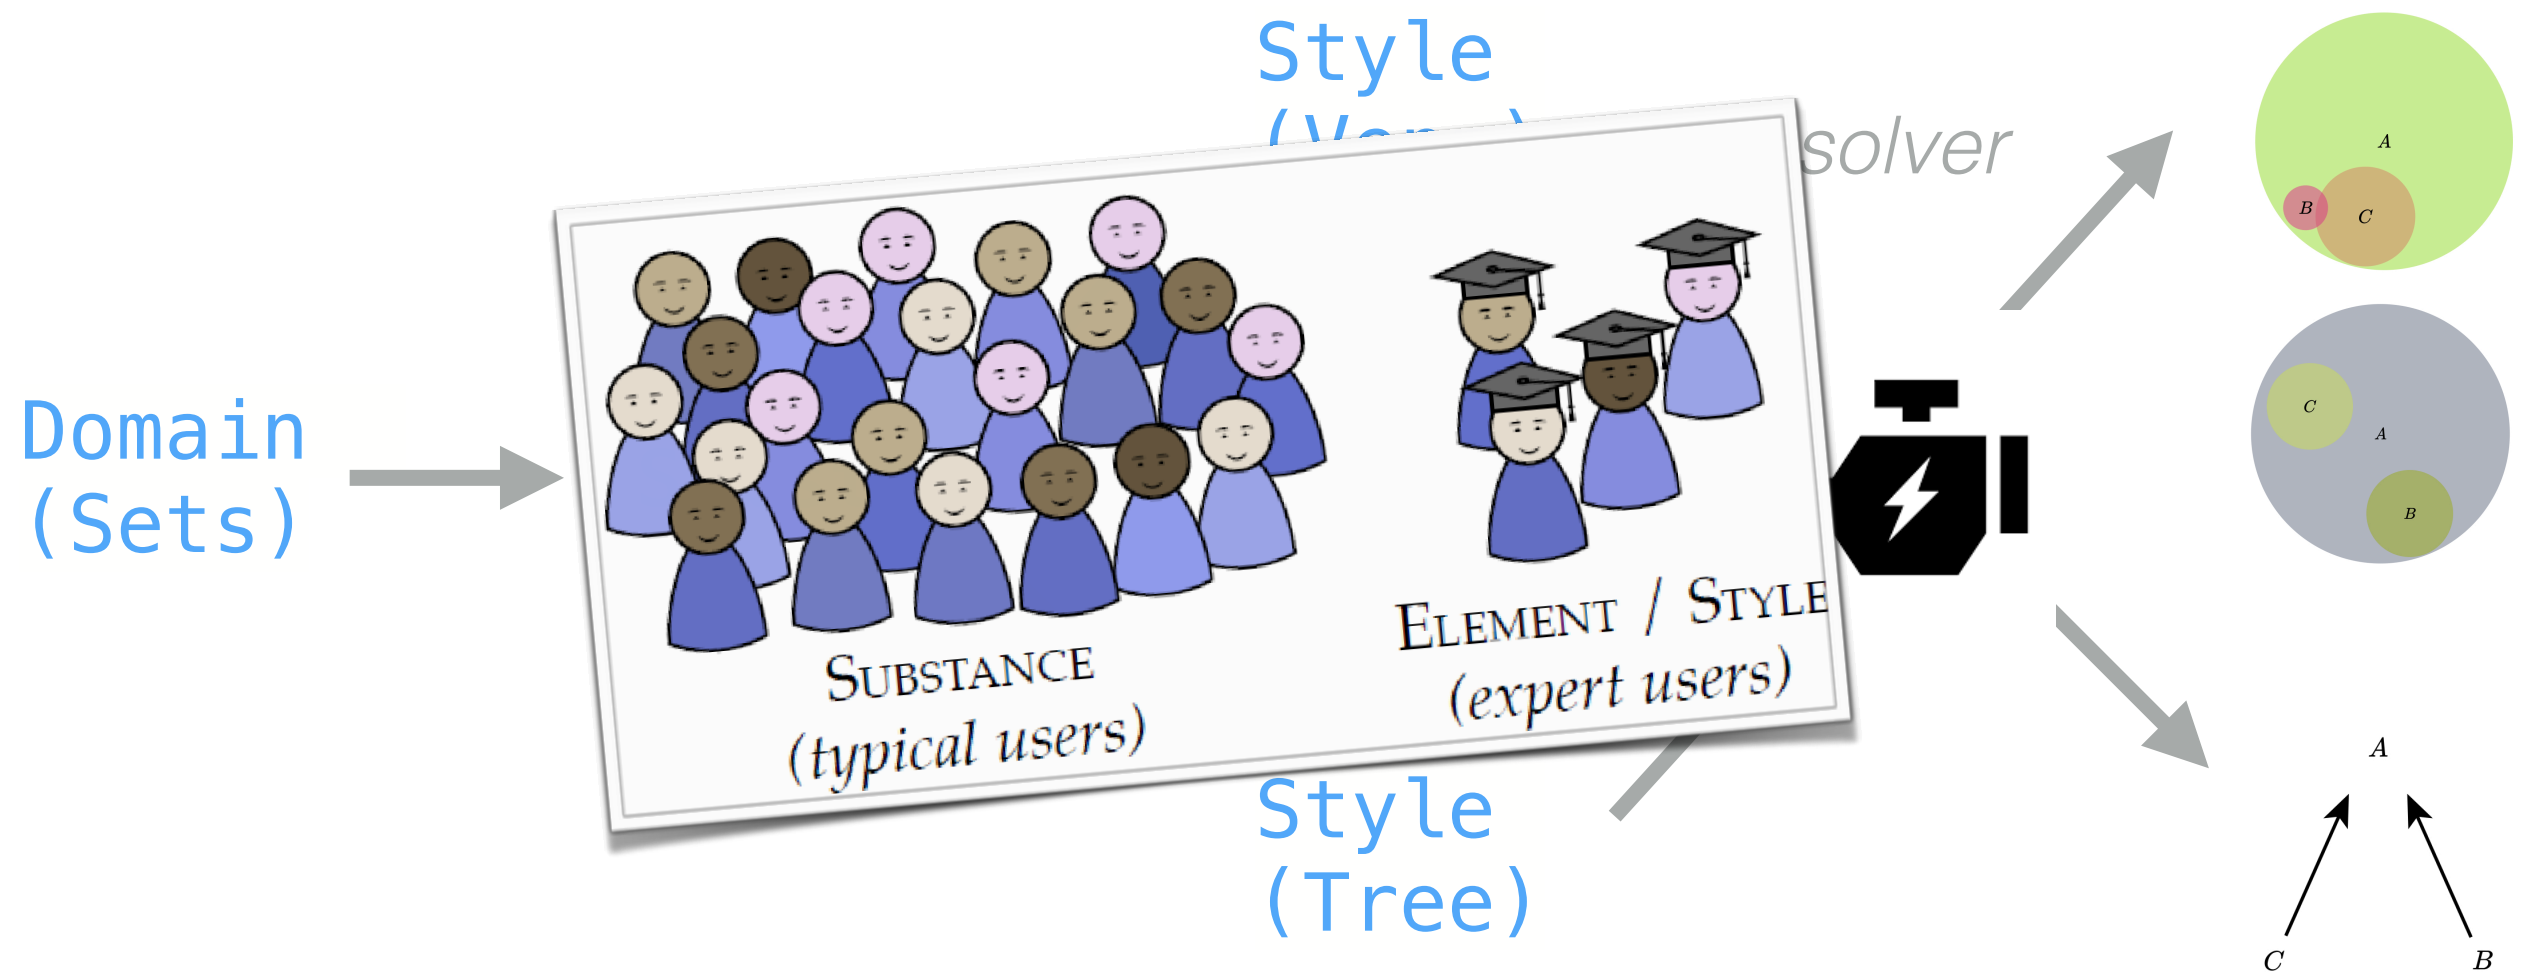 Domain
(Sets)
Style
SUBSTANCE
(typical users)
ELEMENT / STYLE
(expert users)
Style
(Tree)
solver
A
B
C
C
A
B
A
C
B